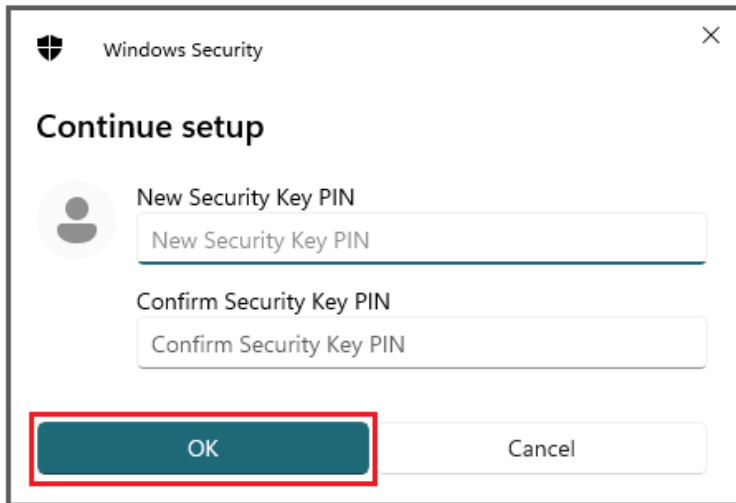 Windows Security
Continue setup
New Security Key PIN
New Security Key PIN
Confirm Security Key PIN
Confirm Security Key PIN
OK
Cancel